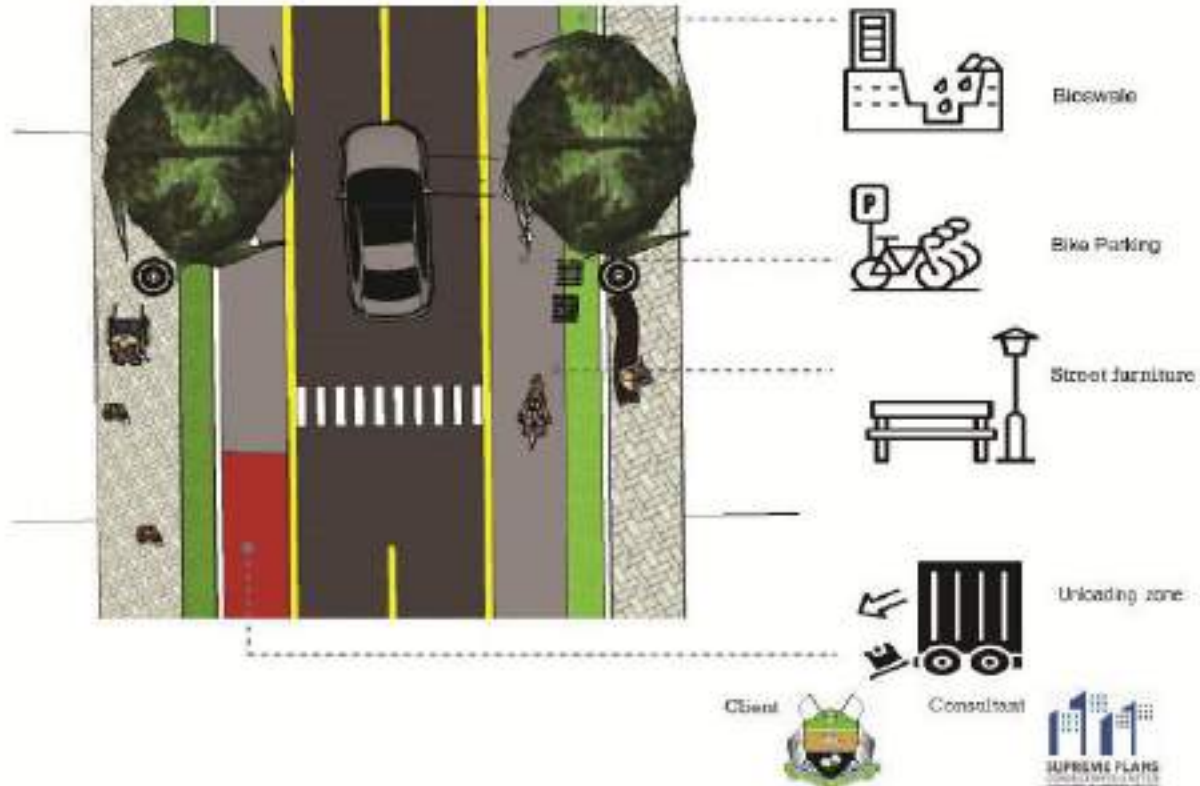 Bioswale
P
Bike Parking
Street furniture
Unloading zone
Client
Consultant
SUPREME PLANS